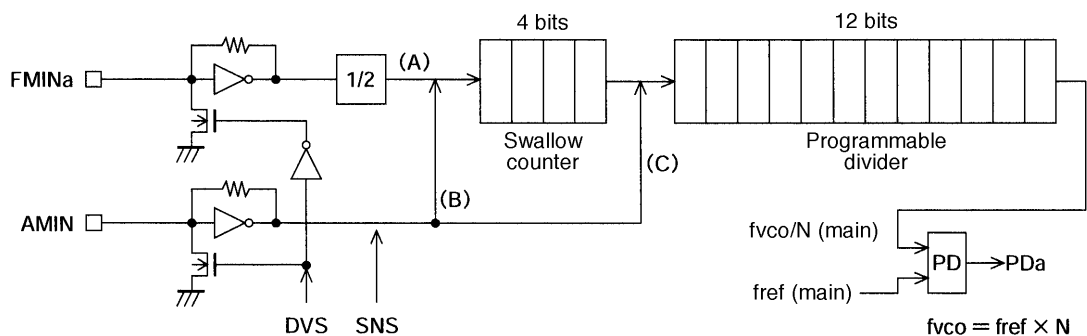 4 bits
12 bits
FMINa
1/2
(A)
Swallow
counter
Programmable
divider
(C)
(B)
AMIN
fvco/N (main)
PD
PDa
fref (main)
DVS
SNS
fvco = fref × N